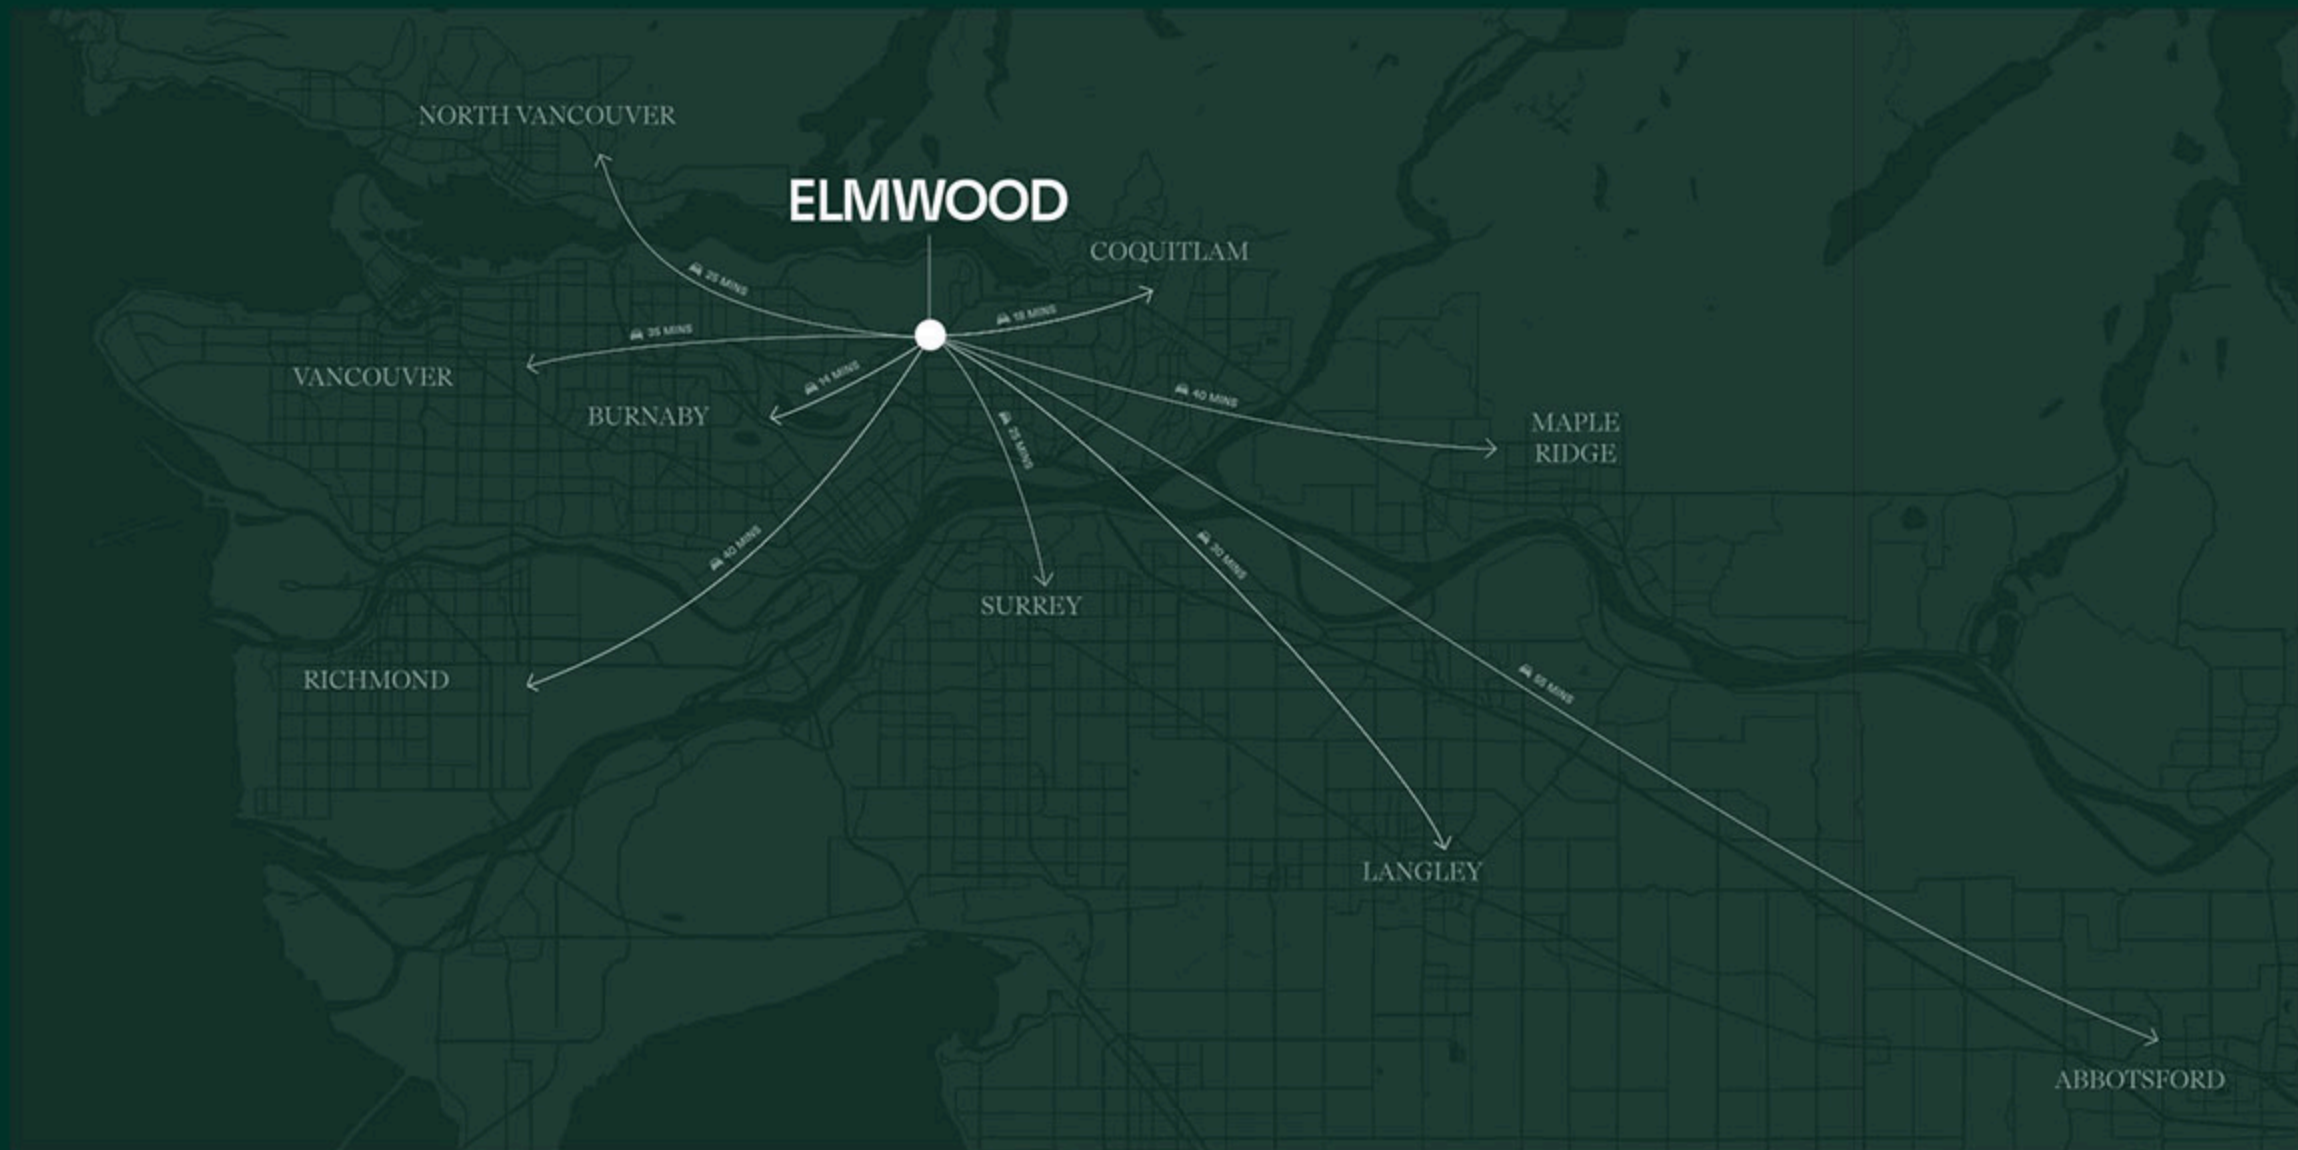 NORTH VANCOUVER
ELMWOOD
COQUITLAM
25 MINS
18 MINS
35 MINS
VANCOUVER
14 MINS
BURNABY
40 MINS
MAPLE
RIDGE
25 MINS
40 MINS
30 MINS
SURREY
RICHMOND
55 MINS
LANGLEY
ABBOTSFORD